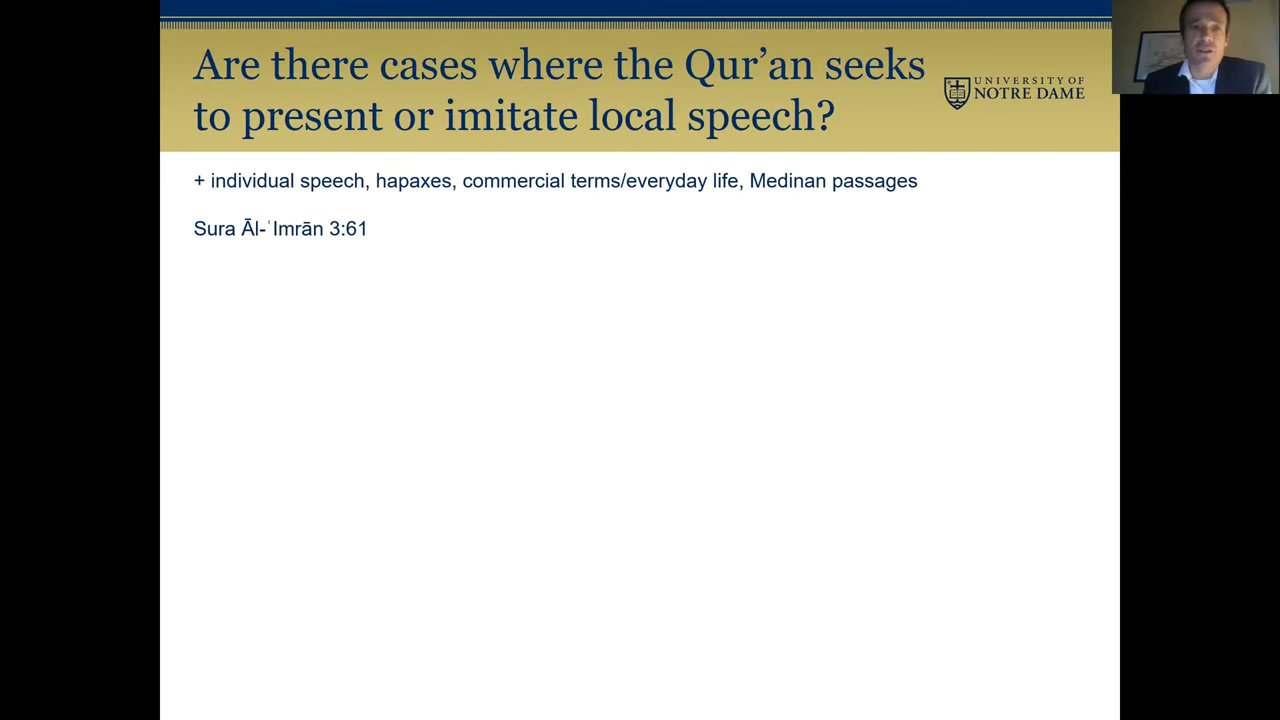 Are there cases where the Qur’an seeks
to present or imitate local speech?
UNIVERSITY OF
NOTRE DAME
+ individual speech, hapaxes, commercial terms/everyday life, Medinan passages
Sura Āl-ʿImrān 3:61